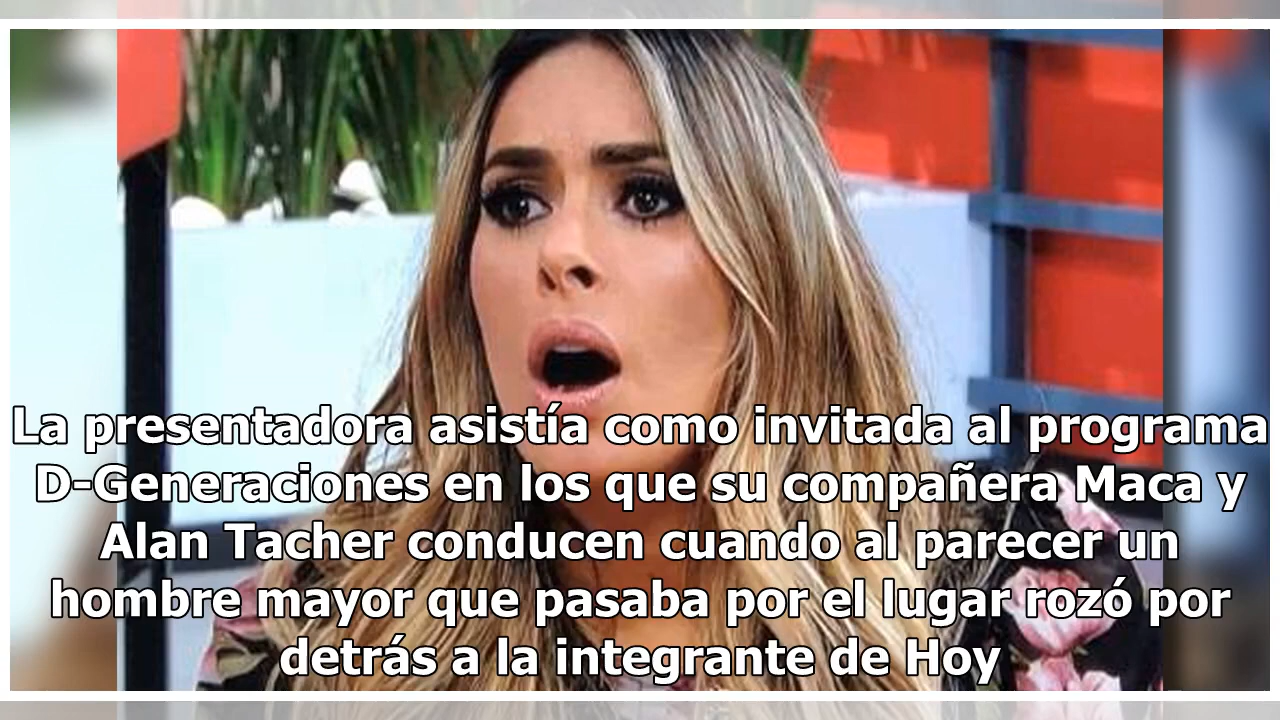 La presentadora asistía como invitada al programa
D-Generaciones en los que su compañera Maca y
Alan Tacher conducen cuando al parecer un
hombre mayor que pasaba por el lugar rozó por
detrás a la integrante de Hoy